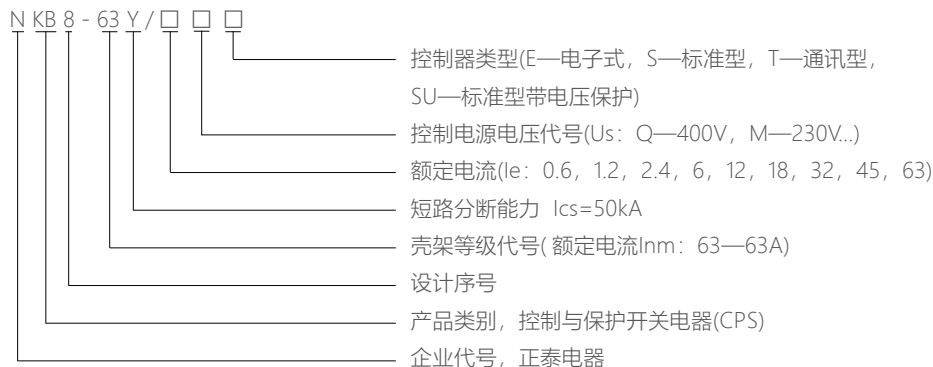 N KB 8 - 63 Y / □ □ □
控制器类型(E—电子式，S—标准型，T—通讯型，
SU—标准型带电压保护)
控制电源电压代号(Us：Q—400V，M—230V...)
额定电流(Ie：0.6，1.2，2.4，6，12，18，32，45，63)
短路分断能力 Ics=50kA
壳架等级代号( 额定电流Inm：63—63A)
设计序号
产品类别，控制与保护开关电器(CPS)
企业代号，正泰电器